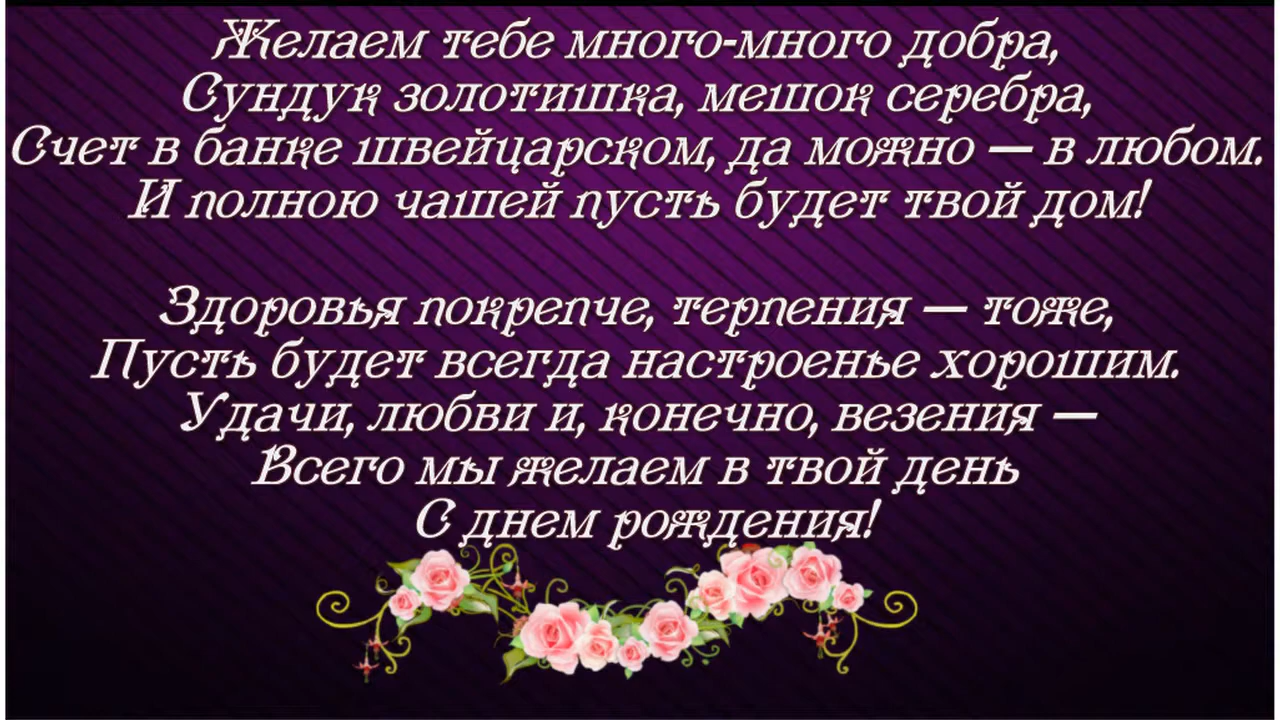 Желаем тебе много-много добра,
Сундук золотишка, мешок серебра,
Счет в банке швейцарском, да можно — в любом.
И полною чашей пусть будет твой дом!
Здоровья покрепче, терпения — тоже,
Пусть будет всегда настроенье хорошим.
Удачи, любви и, конечно, везения —
Всего мы желаем в твой день
С днем рождения!